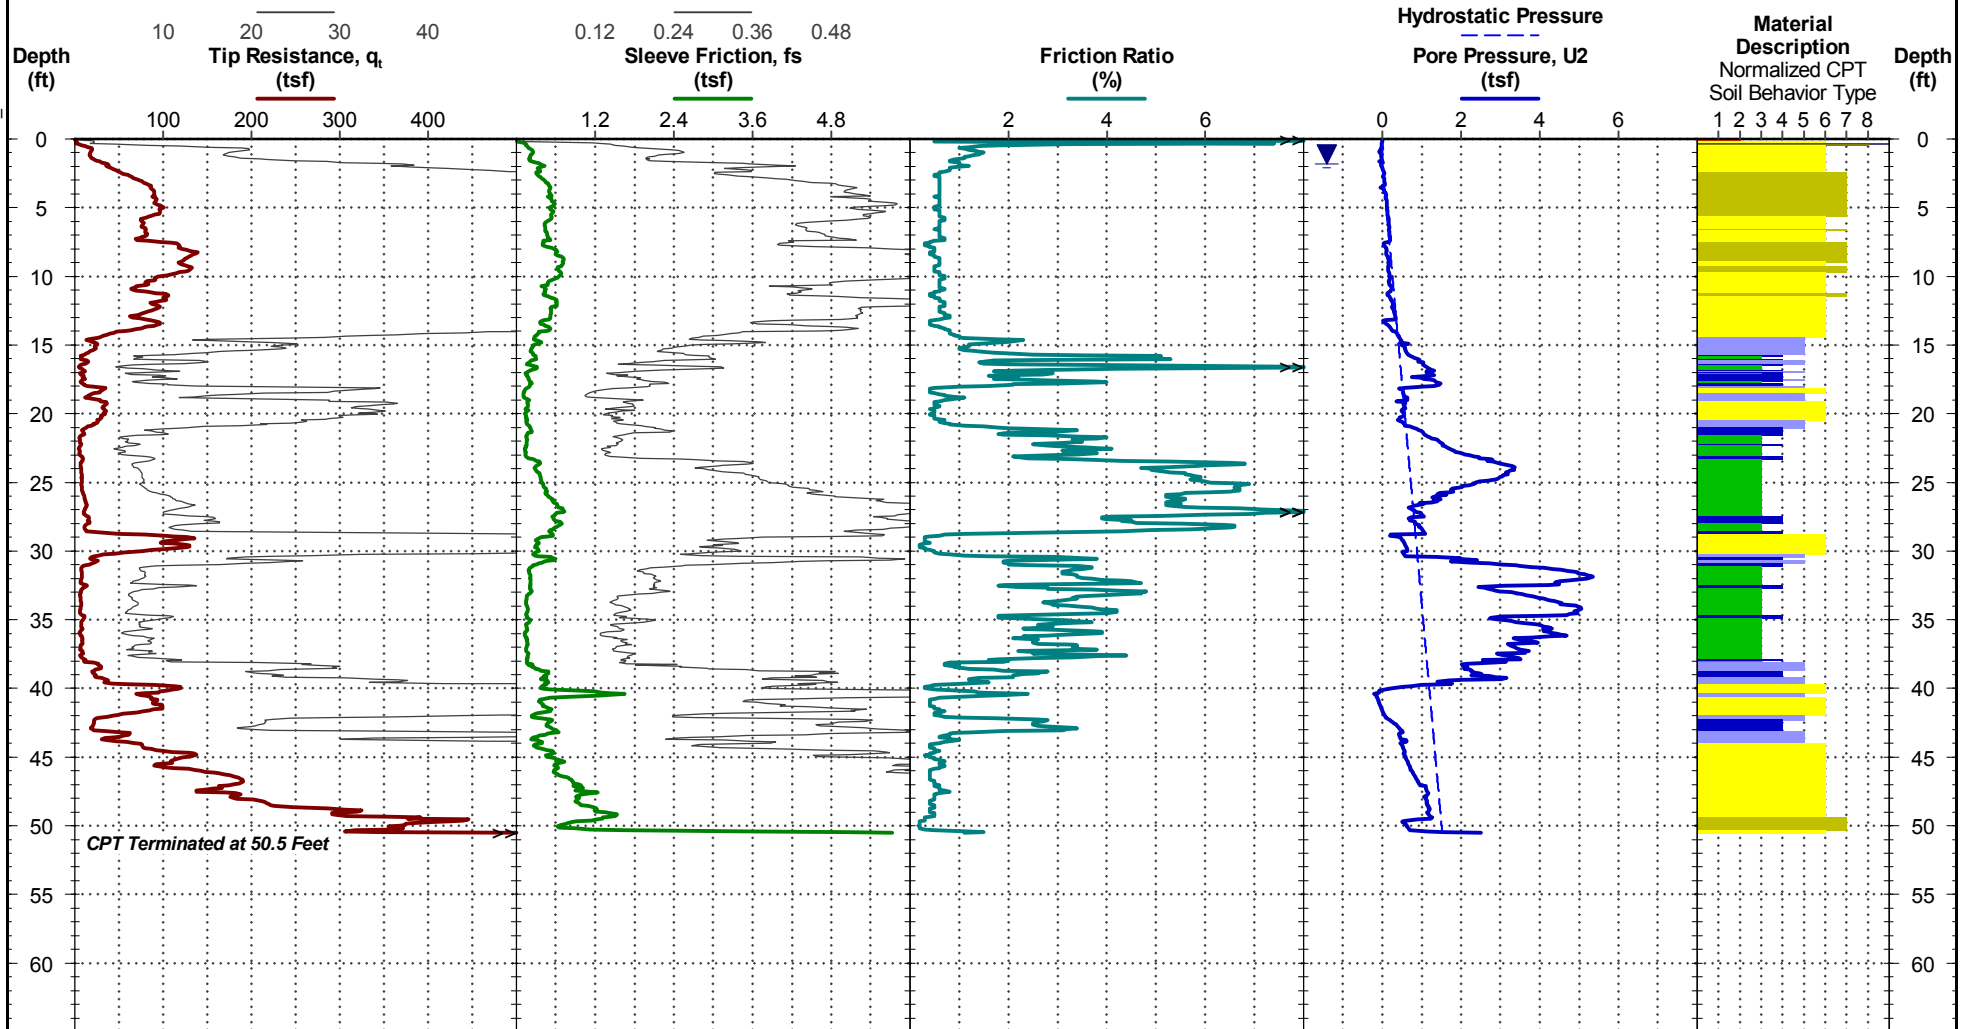 10 20 30 40
0.12 0.24 0.36 0.48
Hydrostatic Pressure
Depth
(ft)
Tip Resistance, qt
(tsf)
Sleeve Friction, fs
(tsf)
Friction Ratio
(%)
Pore Pressure, U2
(tsf)
Material
Description
Normalized CPT
Soil Behavior Type
Depth
(ft)
100 200 300 400
1.2 2.4 3.6 4.8
2 4 6
0 2 4 6
1 2 3 4 5 6 7 8
0 0
5 5
10 10
15 15
20 20
25 25
30 30
35 35
40 40
45 45
50 50
CPT Terminated at 50.5 Feet
55 55
60 60